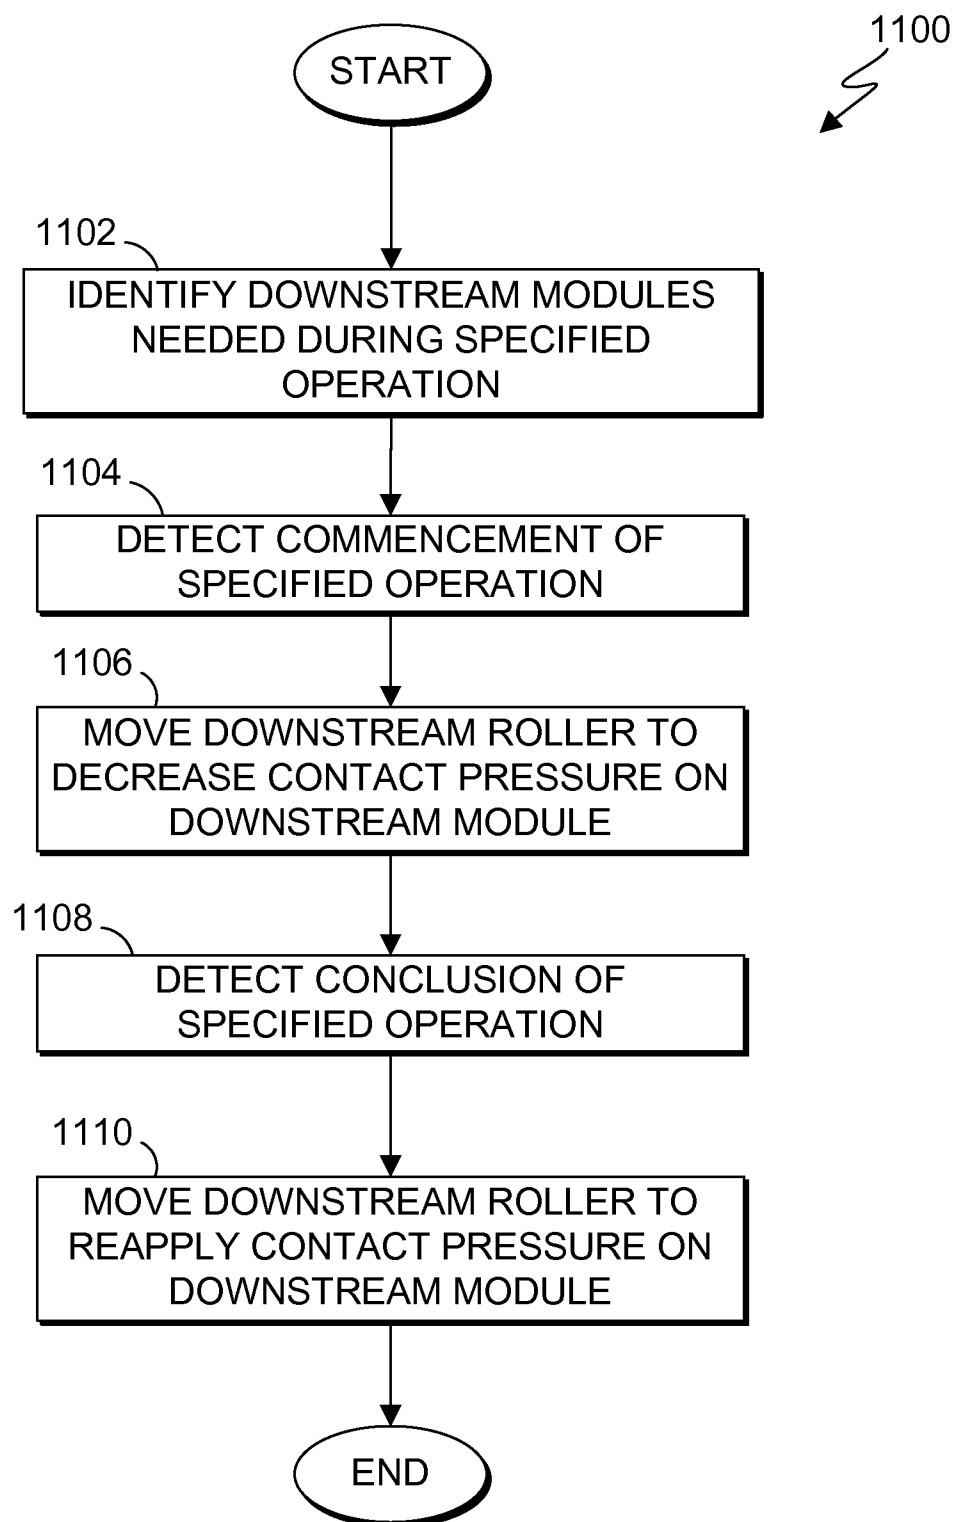 1100
START
1102
IDENTIFY DOWNSTREAM MODULES
NEEDED DURING SPECIFIED
OPERATION
1104
DETECT COMMENCEMENT OF
SPECIFIED OPERATION
1106
MOVE DOWNSTREAM ROLLER TO
DECREASE CONTACT PRESSURE ON
DOWNSTREAM MODULE
1108
DETECT CONCLUSION OF
SPECIFIED OPERATION
1110
MOVE DOWNSTREAM ROLLER TO
REAPPLY CONTACT PRESSURE ON
DOWNSTREAM MODULE
END